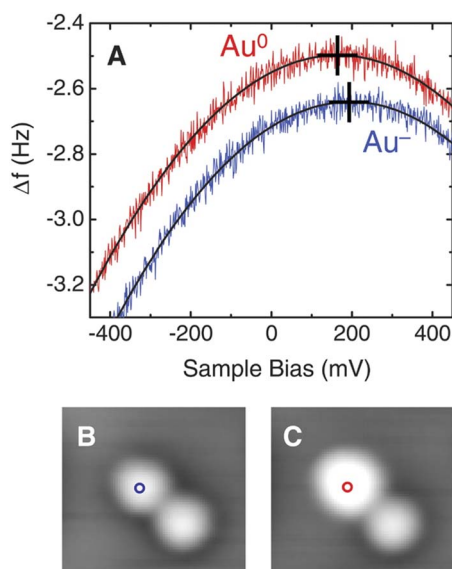 -2.4
A
Au⁰
-2.6
Au⁻
Δf (Hz)
-2.8
-3.0
-3.2
-400 -200 0 200 400
Sample Bias (mV)
B C